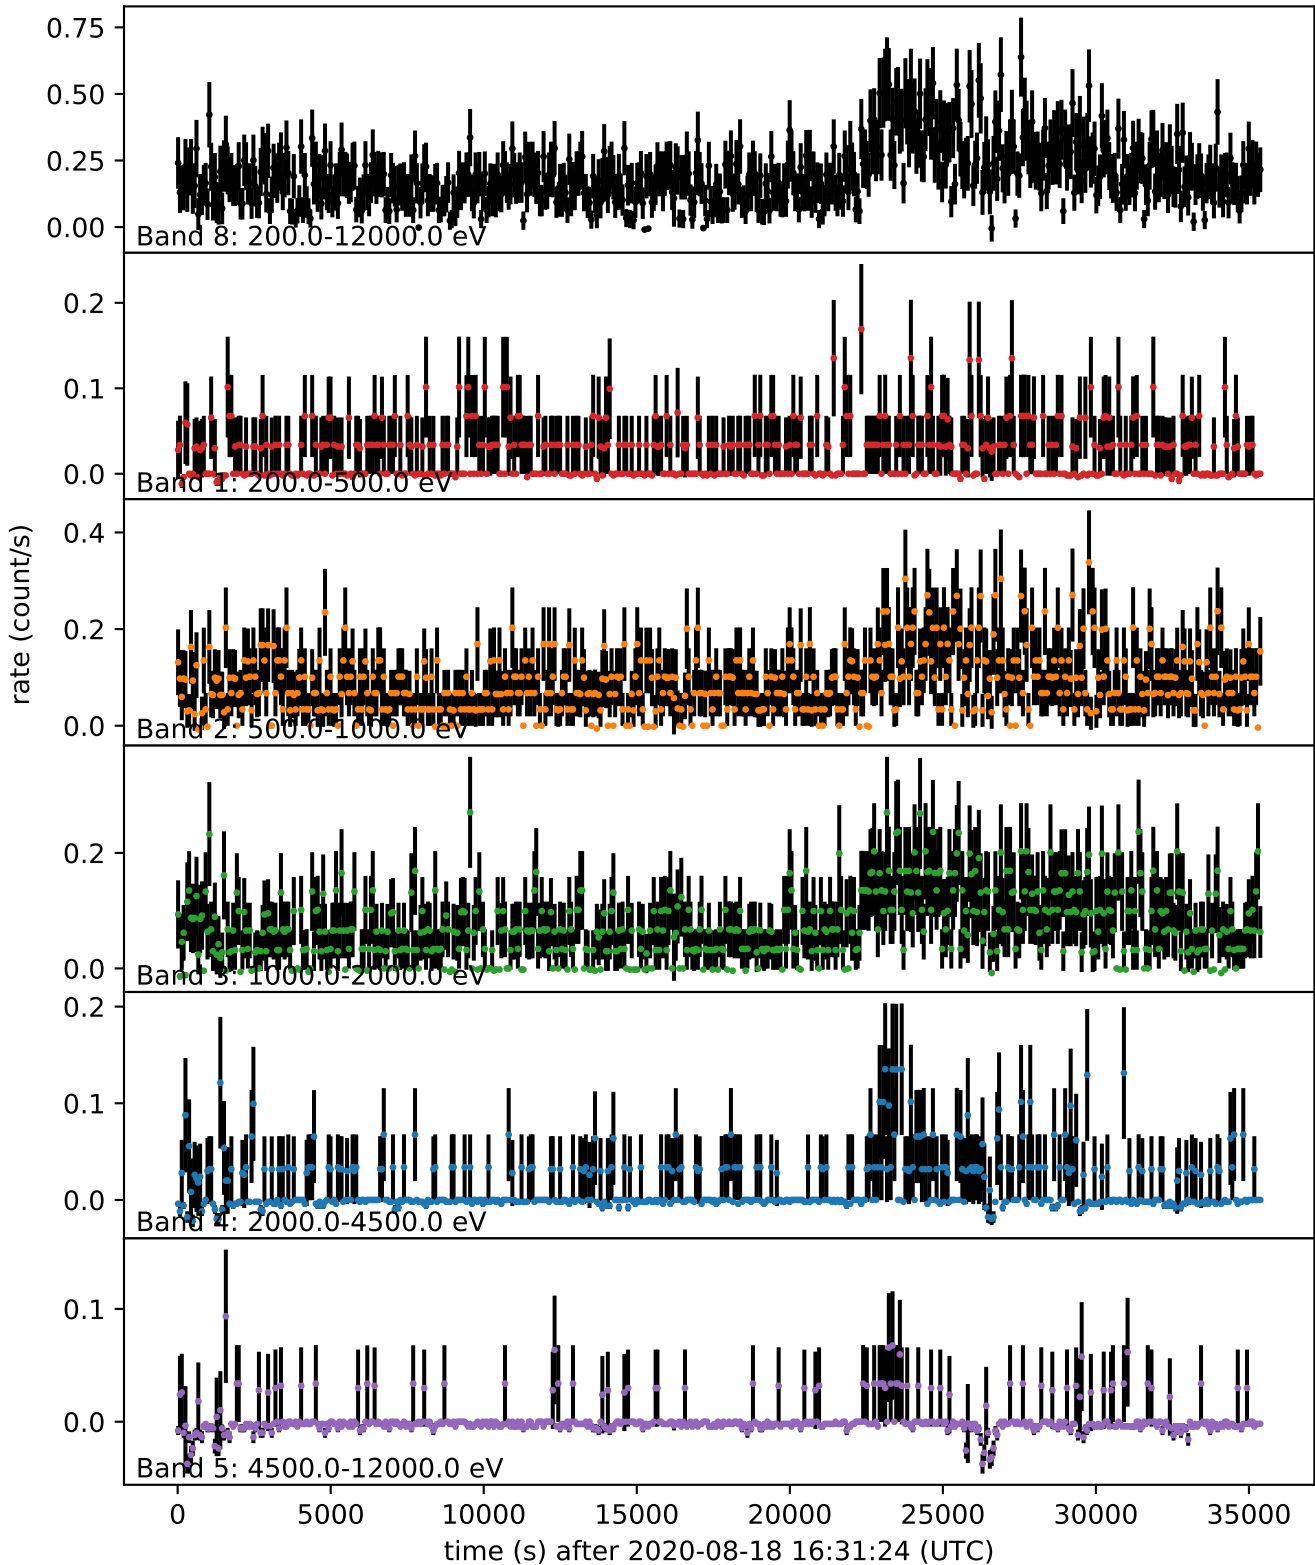 0.75
0.50
0.25
0.00
Band 8: 200.0-12000.0 eV
0.2
0.1
0.0
Band 1: 200.0-500.0 eV
0.4
0.2
0.0
Band 2: 500.0-1000.0 eV
rate (count/s)
0.2
0.0
Band 3: 1000.0-2000.0 eV
0.2
0.1
0.0
Band 4: 2000.0-4500.0 eV
0.1
0.0
Band 5: 4500.0-12000.0 eV
0 5000 10000 15000 20000 25000 30000 35000
time (s) after 2020-08-18 16:31:24 (UTC)